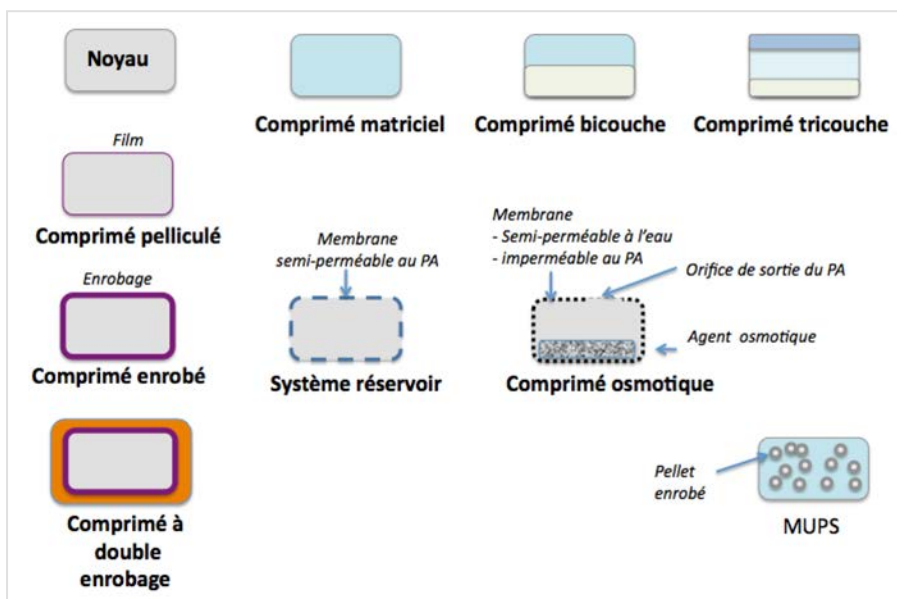 Noyau
Comprimé matriciel
Comprimé bicouche
Comprimé tricouche
Film
Comprimé pelliculé
Membrane
semi-perméable au PA
Membrane
- Semi-perméable à l'eau
- imperméable au PA
Orifice de sortie du PA
Enrobage
Agent osmotique
Comprimé enrobé
Système réservoir
Comprimé osmotique
Pellet
enrobé
Comprimé à
double
enrobage
MUPS